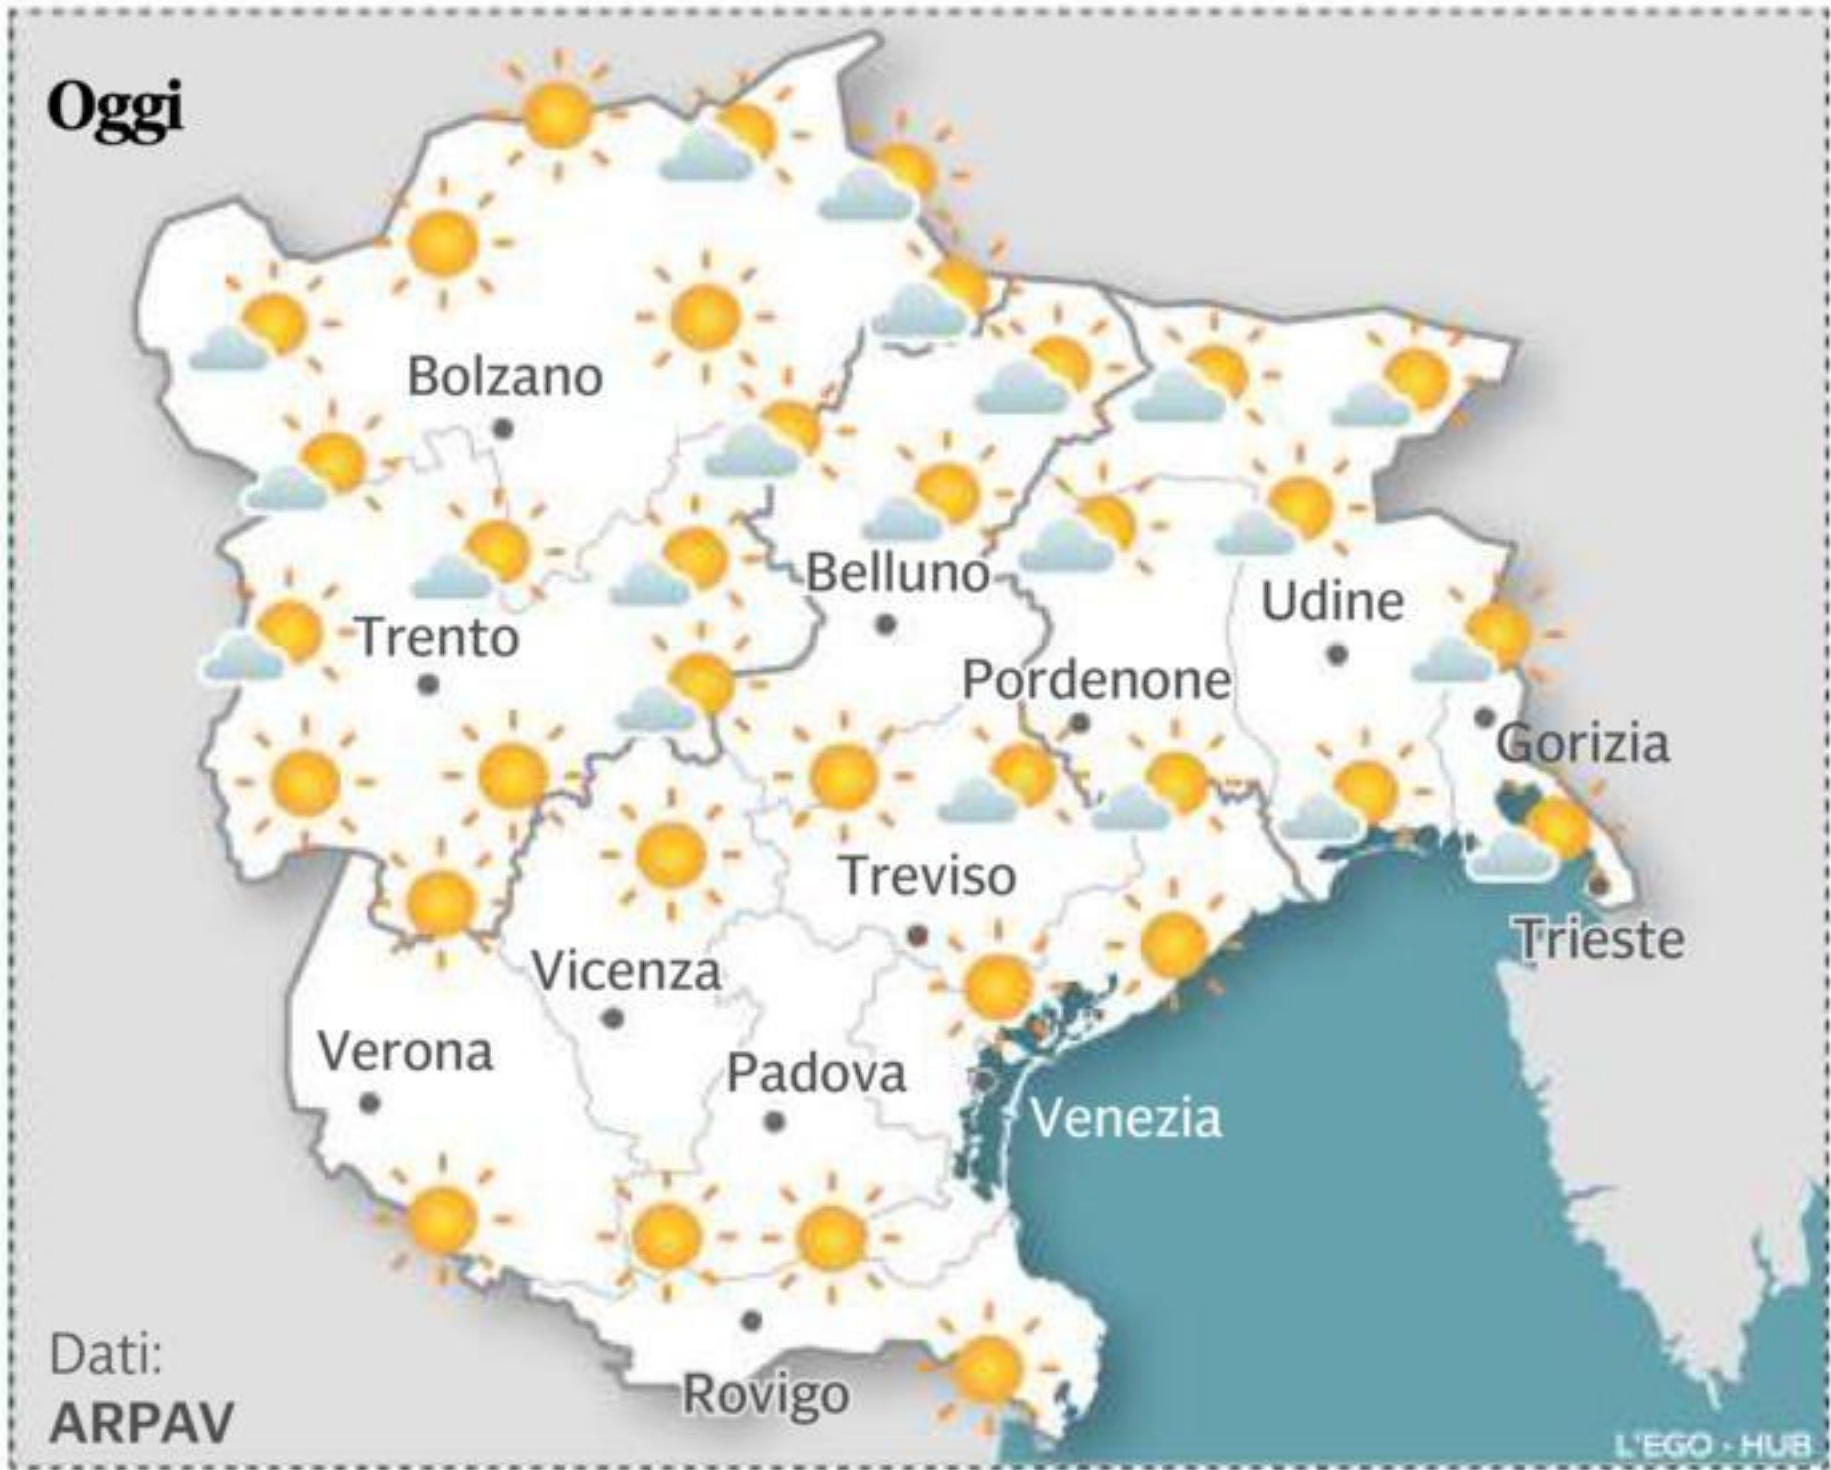 Oggi
Bolzano
Belluno
Udine
Trento
Pordenone
Gorizia
Treviso
Trieste
Vicenza
Verona
Padova
Venezia
Dati:
ARPAV
Rovigo
L'EGO - HUB